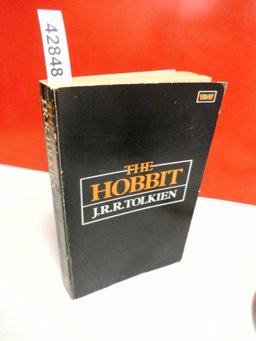 42848
THE
HOBBIT
J.R.R.TOLKIEN